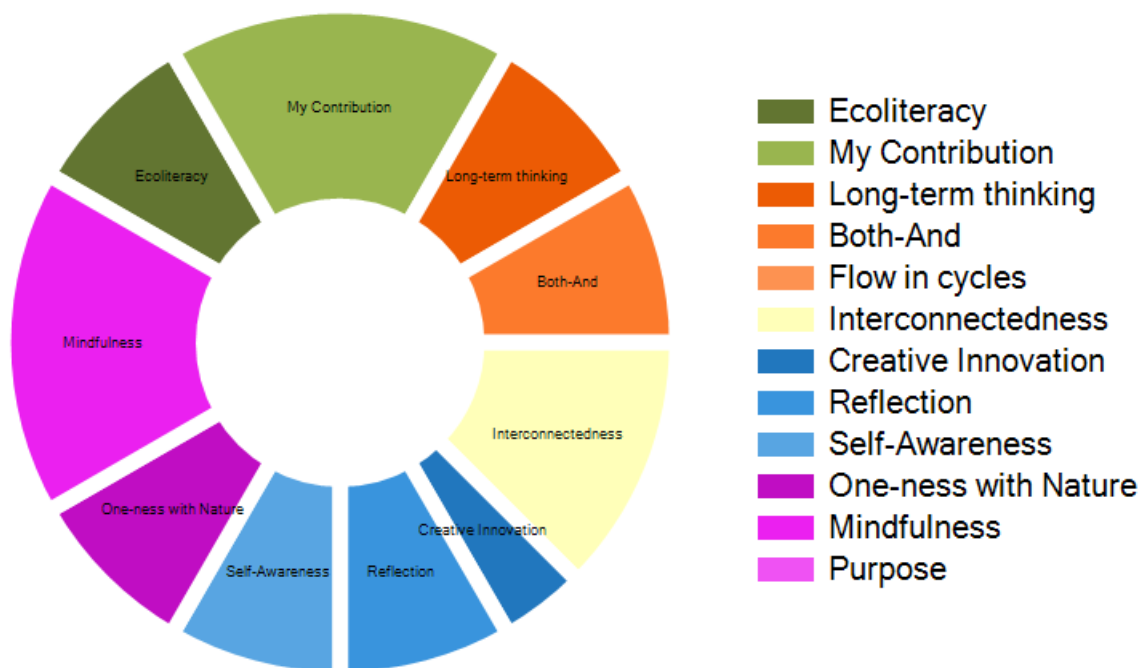 My Contribution
Ecoliteracy
Long-term thinking
Both-And
Mindfulness
Interconnectedness
One-ness with Nature
Creative Innovation
Self-Awareness
Reflection
Ecoliteracy
My Contribution
Long-term thinking
Both-And
Flow in cycles
Interconnectedness
Creative Innovation
Reflection
Self-Awareness
One-ness with Nature
Mindfulness
Purpose